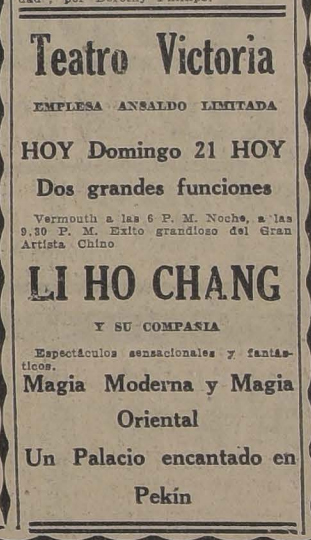 Teatro Victoria
EMPLESA ANSALDO LIMITADA
HOY Domingo 21 HOY
Dos grandes funciones
Vermouth a las 6 P. M. Noche, a las
9.30 P. M. Exito grandioso del Gran
Artista Chino
LI HO CHANG
Y SU COMPAÑIA
Espectáculos sensacionales y fantás-
ticos.
Magia Moderna y Magia
Oriental
Un Palacio encantado en
Pekín